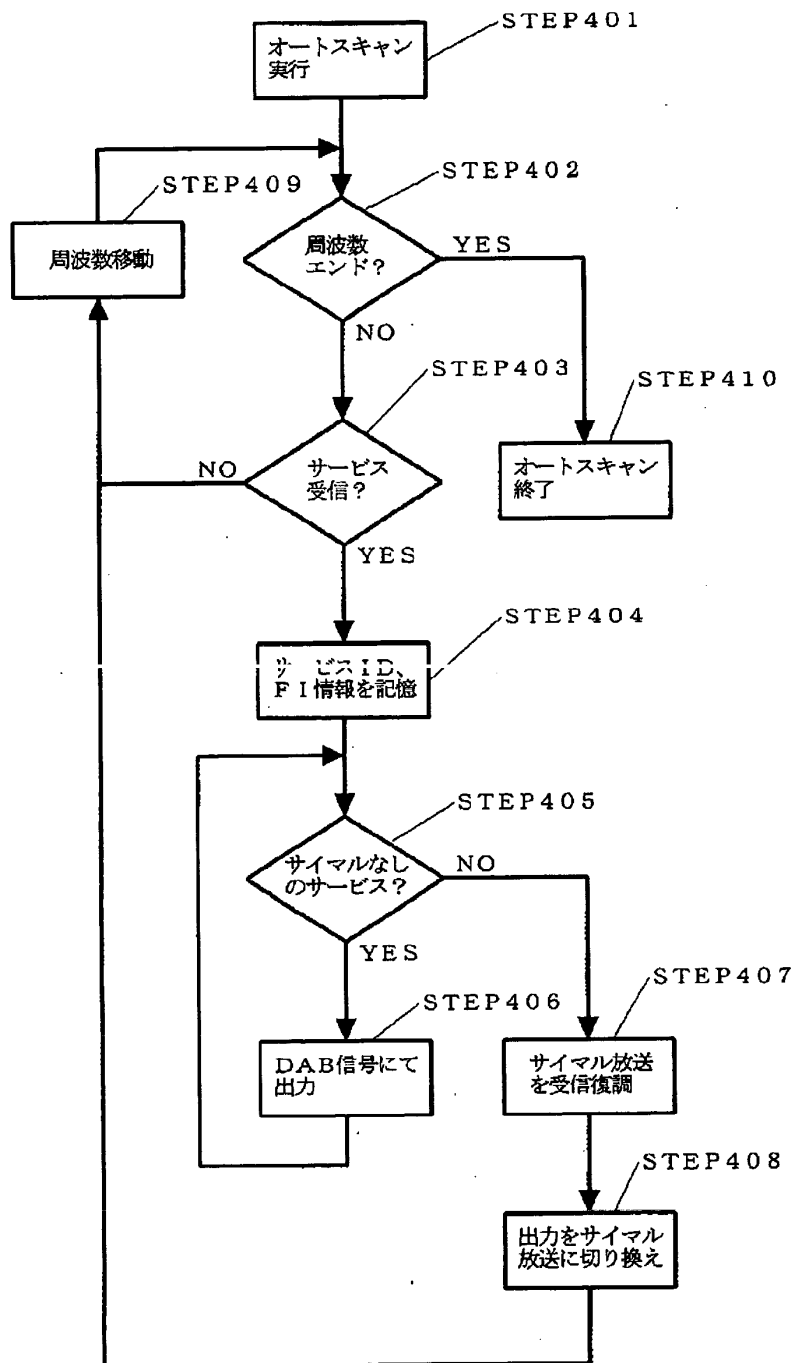 STEP401
オートスキャン
実行
STEP409
STEP402
周波数移動
周波数
エンド?
YES
NO
STEP403
STEP410
NO
サービス
受信?
オートスキャン
終了
YES
STEP404
サービスID、
FI情報を記憶
STEP405
サイマルなし
のサービス?
NO
YES
STEP407
STEP406
DAB信号にて
出力
サイマル放送
を受信復調
STEP408
出力をサイマル
放送に切り換え